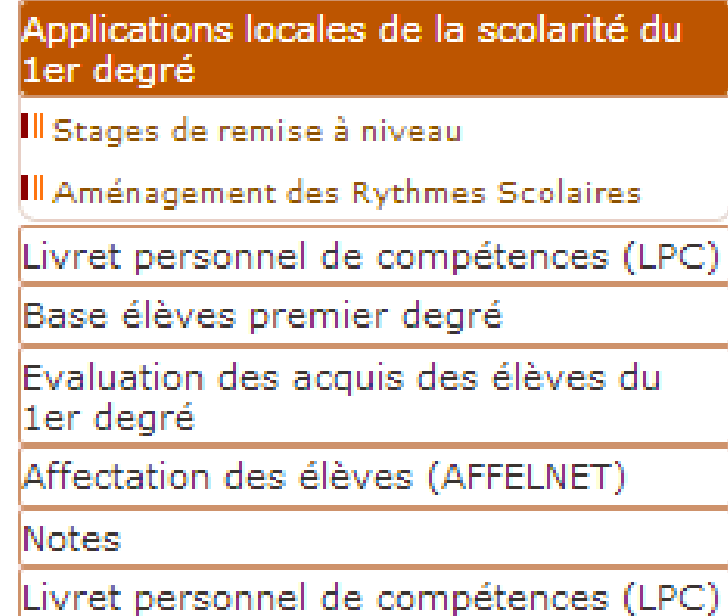 Applications locales de la scolarité du
1er degré
Stages de remise à niveau
Aménagement des Rythmes Scolaires
Livret personnel de compétences (LPC)
Base élèves premier degré
Evaluation des acquis des élèves du
1er degré
Affectation des élèves (AFFELNET)
Notes
Livret personnel de compétences (LPC)